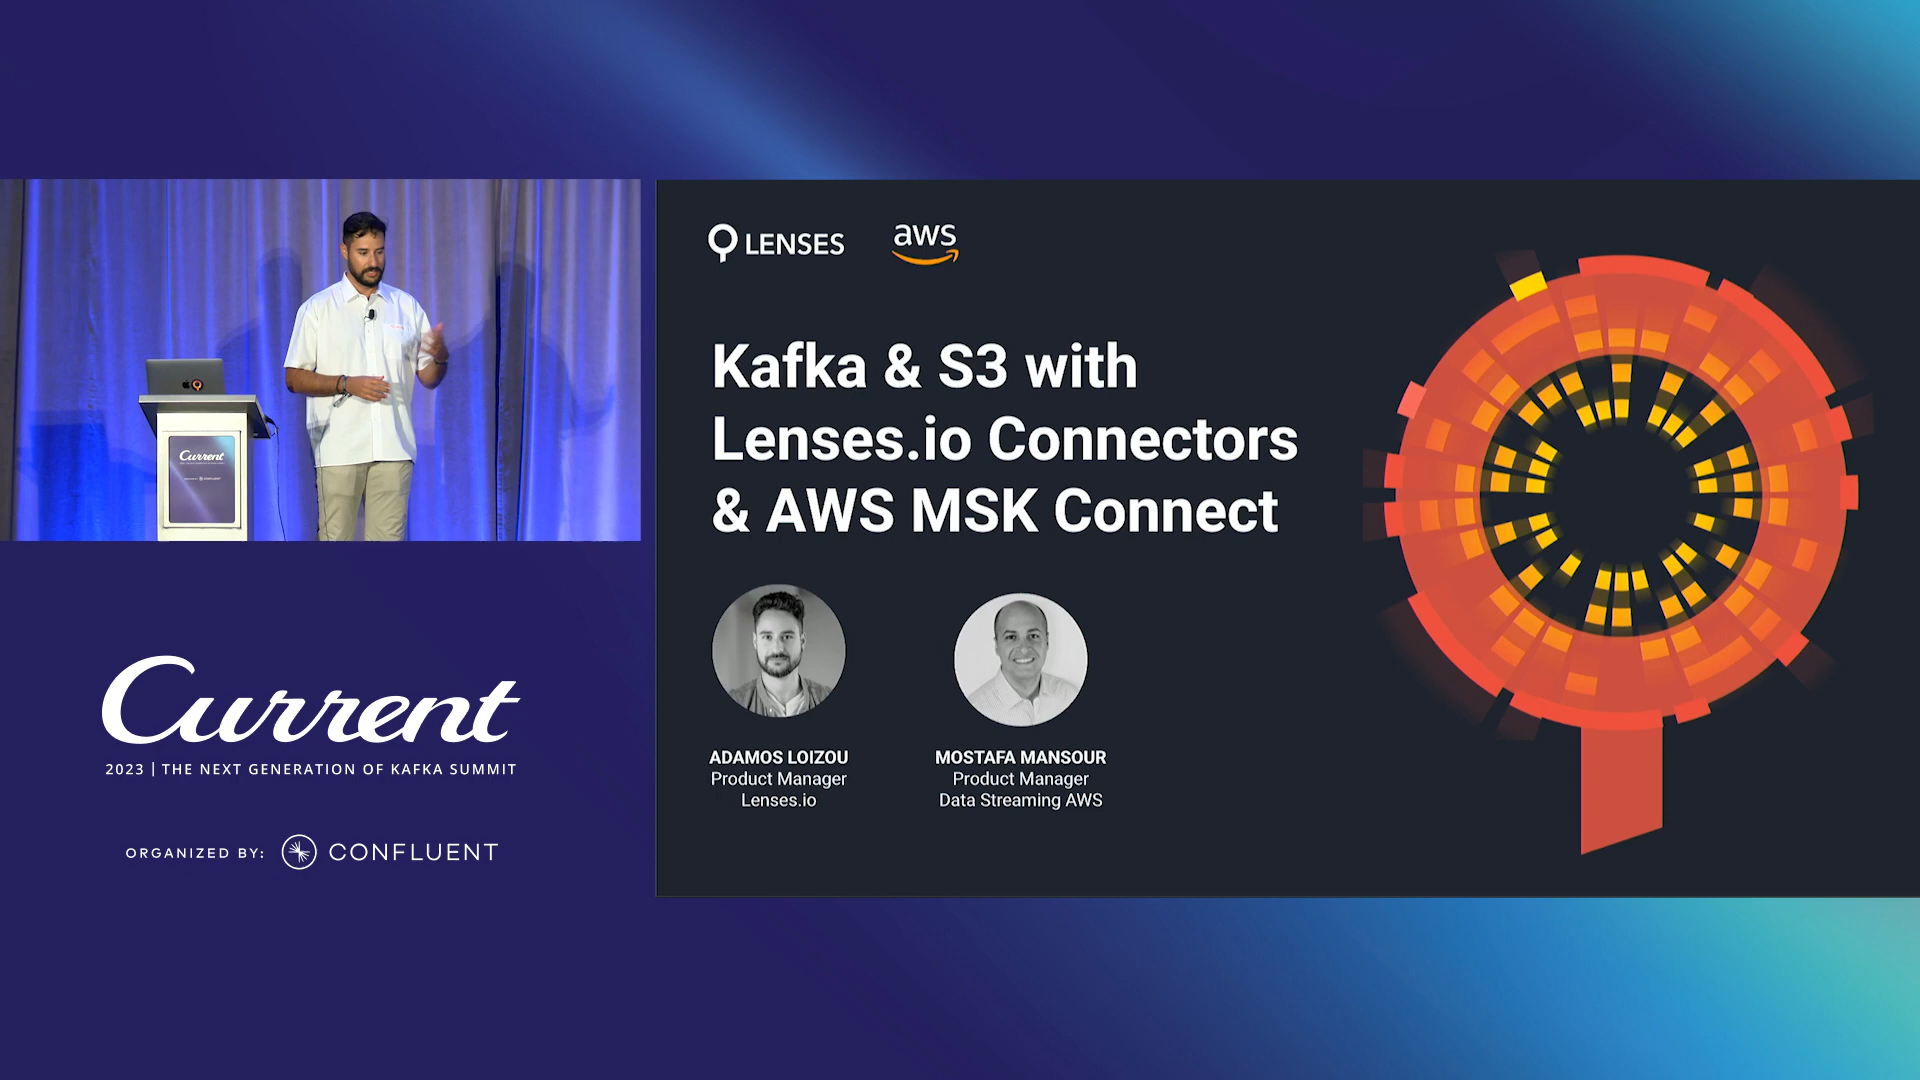 Current
Current
2023 | THE NEXT GENERATION OF KAFKA SUMMIT
ORGANIZED BY: CONFLUENT
LENSES
aws
Kafka & S3 with
Lenses.io Connectors
& AWS MSK Connect
ADAMOS LOIZOU
Product Manager
Lenses.io
MOSTAFA MANSOUR
Product Manager
Data Streaming AWS